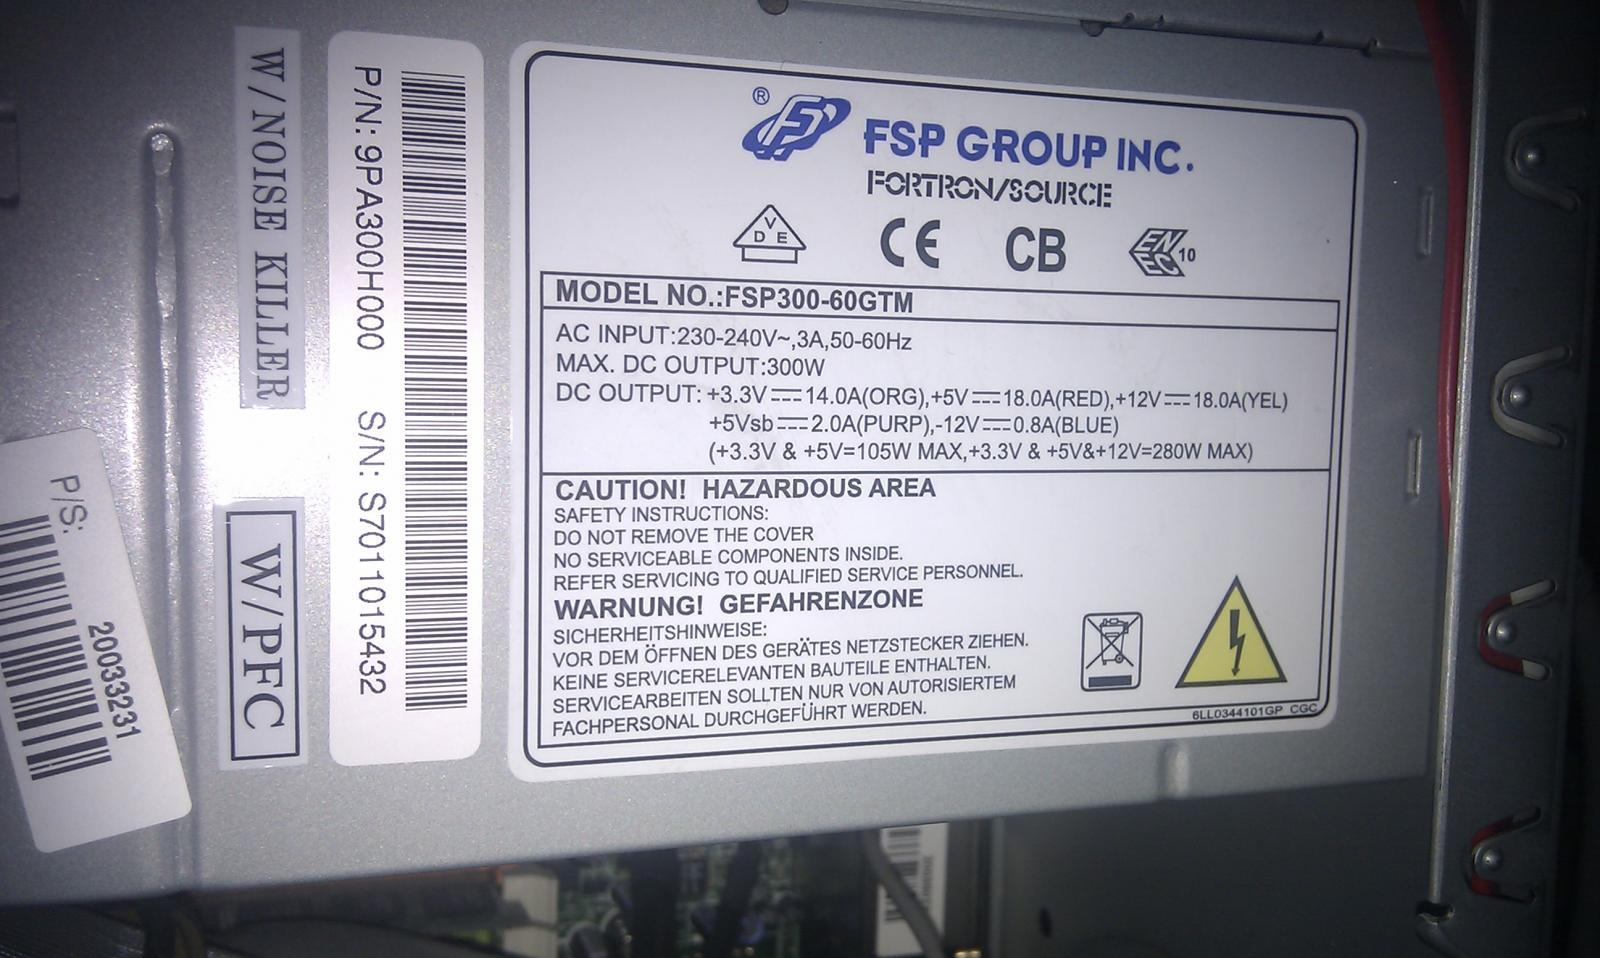 W/NOISE KILLER
W/PFC
P/N: 9PA300H000 S/N: S7011015432
P/S:
20033231
®
FSP GROUP INC.
FORTRON/SOURCE
VDE CE CB ENEC 10
MODEL NO.:FSP300-60GTM
AC INPUT:230-240V~,3A,50-60Hz
MAX. DC OUTPUT:300W
DC OUTPUT: +3.3V⎓14.0A(ORG),+5V⎓18.0A(RED),+12V⎓18.0A(YEL)
+5Vsb⎓2.0A(PURP),-12V⎓0.8A(BLUE)
(+3.3V & +5V=105W MAX,+3.3V & +5V&+12V=280W MAX)
CAUTION! HAZARDOUS AREA
SAFETY INSTRUCTIONS:
DO NOT REMOVE THE COVER
NO SERVICEABLE COMPONENTS INSIDE.
REFER SERVICING TO QUALIFIED SERVICE PERSONNEL.
WARNUNG! GEFAHRENZONE
SICHERHEITSHINWEISE:
VOR DEM ÖFFNEN DES GERÄTES NETZSTECKER ZIEHEN.
KEINE SERVICERELEVANTEN BAUTEILE ENTHALTEN.
SERVICEARBEITEN SOLLTEN NUR VON AUTORISIERTEM
FACHPERSONAL DURCHGEFÜHRT WERDEN.
6LL0344101GP CGC